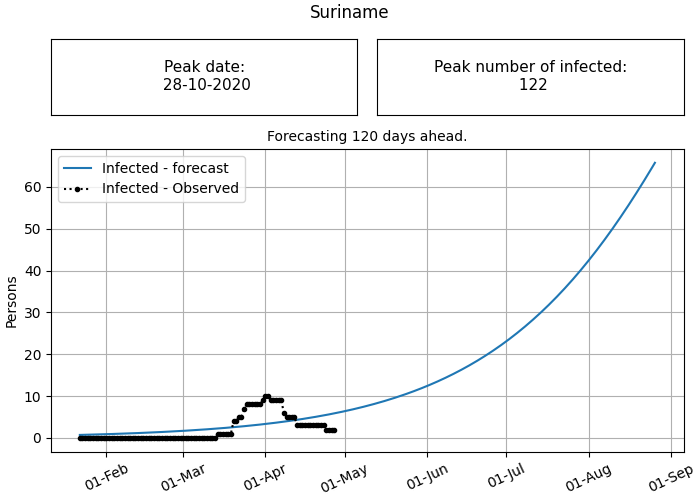 Suriname
Peak date:
28-10-2020
Peak number of infected:
122
Forecasting 120 days ahead.
Infected - forecast
Infected - Observed
Persons
60
50
40
30
20
10
0
01-Feb
01-Mar
01-Apr
01-May
01-Jun
01-Jul
01-Aug
01-Sep